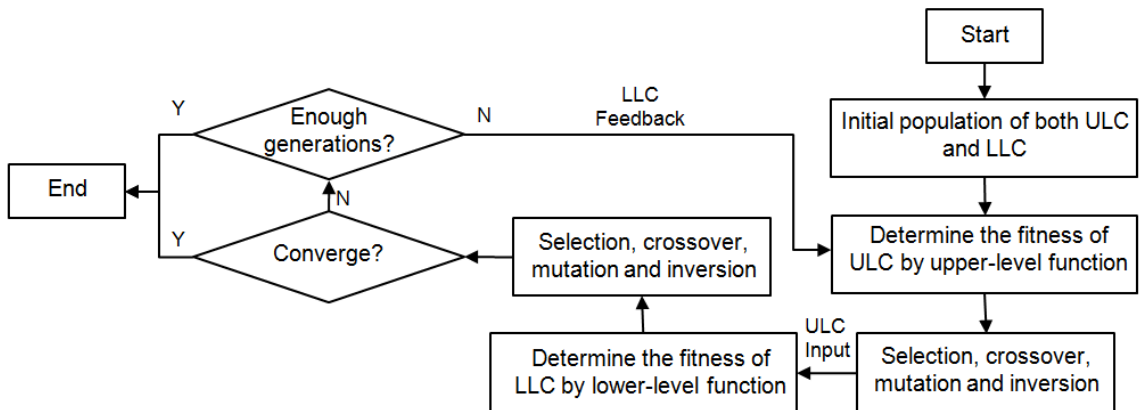 Start
Initial population of both ULC
and LLC
Determine the fitness of
ULC by upper-level function
Selection, crossover,
mutation and inversion
ULC
Input
Determine the fitness of
LLC by lower-level function
Selection, crossover,
mutation and inversion
Converge?
Y
N
Enough
generations?
Y
N
LLC
Feedback
End